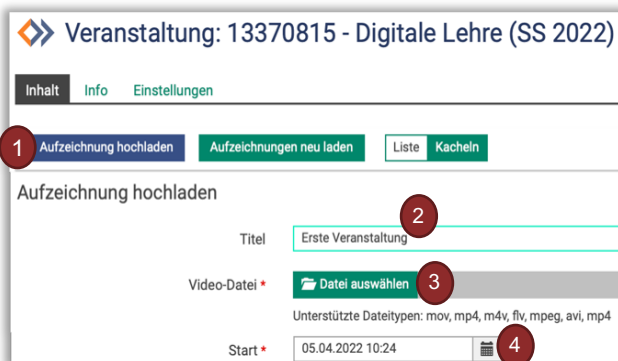 Veranstaltung: 13370815 - Digitale Lehre (SS 2022)
Inhalt Info Einstellungen
1 Aufzeichnung hochladen Aufzeichnungen neu laden Liste Kacheln
Aufzeichnung hochladen
2
Titel Erste Veranstaltung
Video-Datei * Datei auswählen 3
Unterstützte Dateitypen: mov, mp4, m4v, flv, mpeg, avi, mp4
Start * 05.04.2022 10:24 4